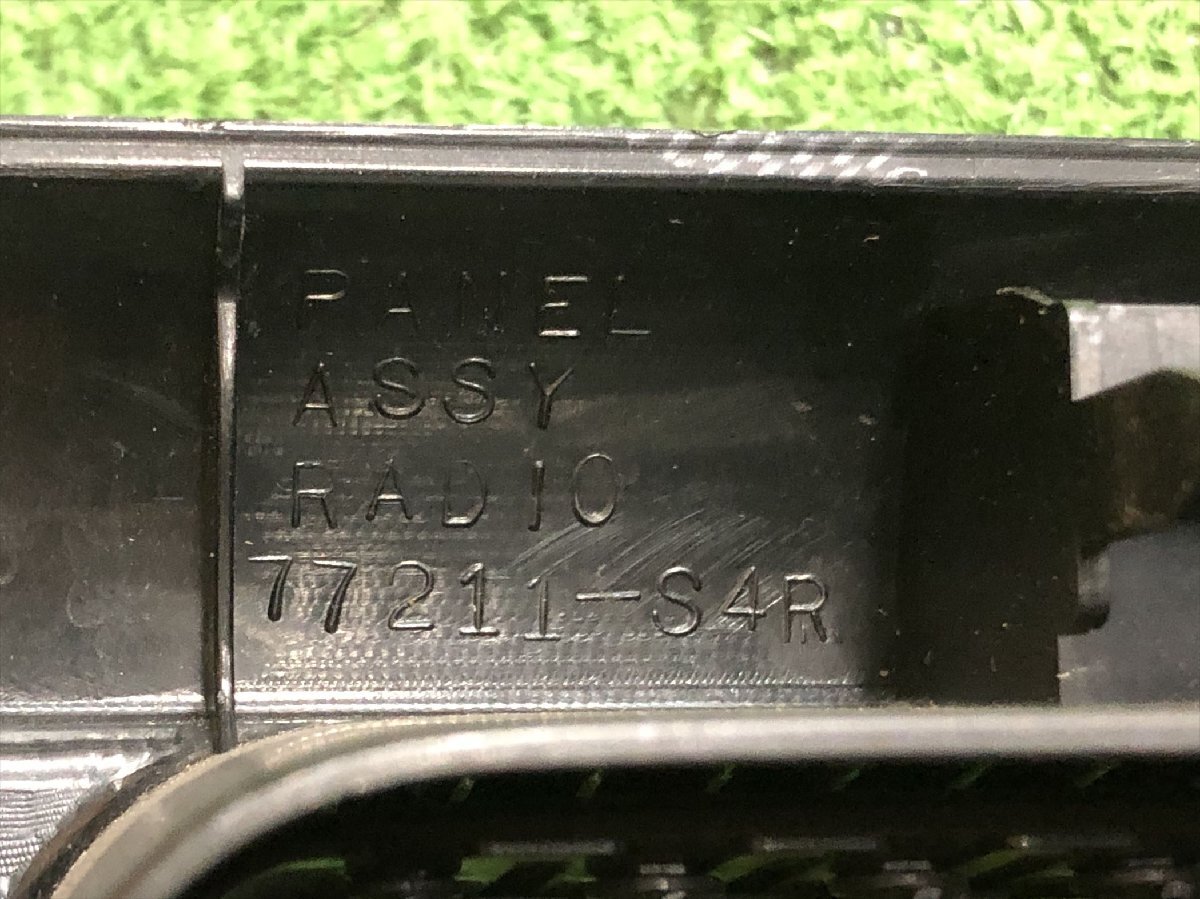 PANEL
ASSY
RADIO
77211-S4R